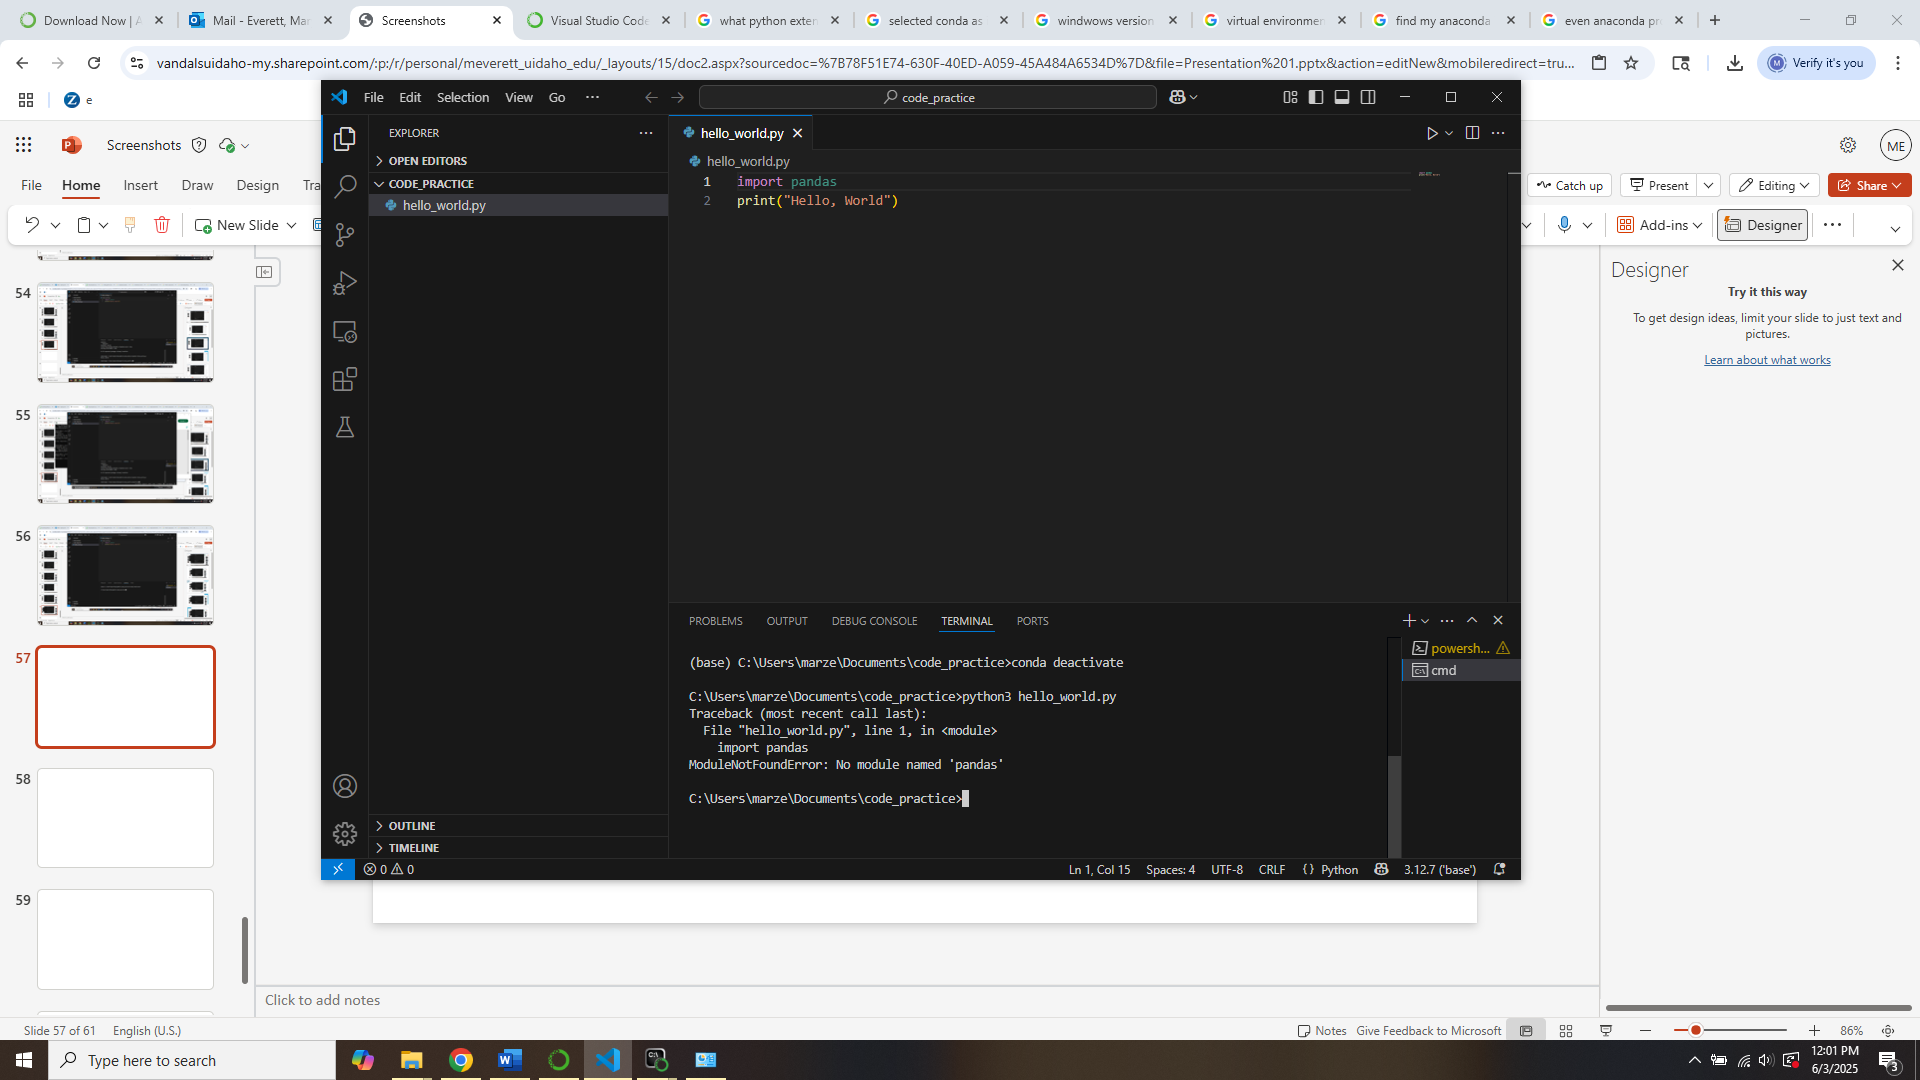 Download Now | A
Mail - Everett, Mar
Screenshots
Visual Studio Code
what python exten
selected conda as
windwows version
virtual environmen
find my anaconda
even anaconda pr
vandalsuidaho-my.sharepoint.com/:p:/r/personal/meverett_uidaho_edu/_layouts/15/doc2.aspx?sourcedoc=%7B78F51E74-630F-40ED-A059-45A484A6534D%7D&file=Presentation%201.pptx&action=editNew&mobileredirect=tru...
M
Verify it's you
Z e
File Edit Selection View Go ...
code_practice
Screenshots
ME
File Home Insert Draw Design Tra
Catch up Present Editing Share
New Slide
Add-ins Designer ...
EXPLORER
OPEN EDITORS
CODE_PRACTICE
hello_world.py
hello_world.py
hello_world.py
1 import pandas
2 print("Hello, World")
OUTLINE
TIMELINE
PROBLEMS OUTPUT DEBUG CONSOLE TERMINAL PORTS
(base) C:\Users\marze\Documents\code_practice>conda deactivate
C:\Users\marze\Documents\code_practice>python3 hello_world.py
Traceback (most recent call last):
File "hello_world.py", line 1, in <module>
import pandas
ModuleNotFoundError: No module named 'pandas'
C:\Users\marze\Documents\code_practice>
powersh...
cmd
0 0
Ln 1, Col 15 Spaces: 4 UTF-8 CRLF {} Python 3.12.7 ('base')
54
55
56
57
58
59
Designer
Try it this way
To get design ideas, limit your slide to just text and
pictures.
Learn about what works
Click to add notes
Slide 57 of 61 English (U.S.)
Notes Give Feedback to Microsoft 86%
Type here to search
12:01 PM
6/3/2025
3